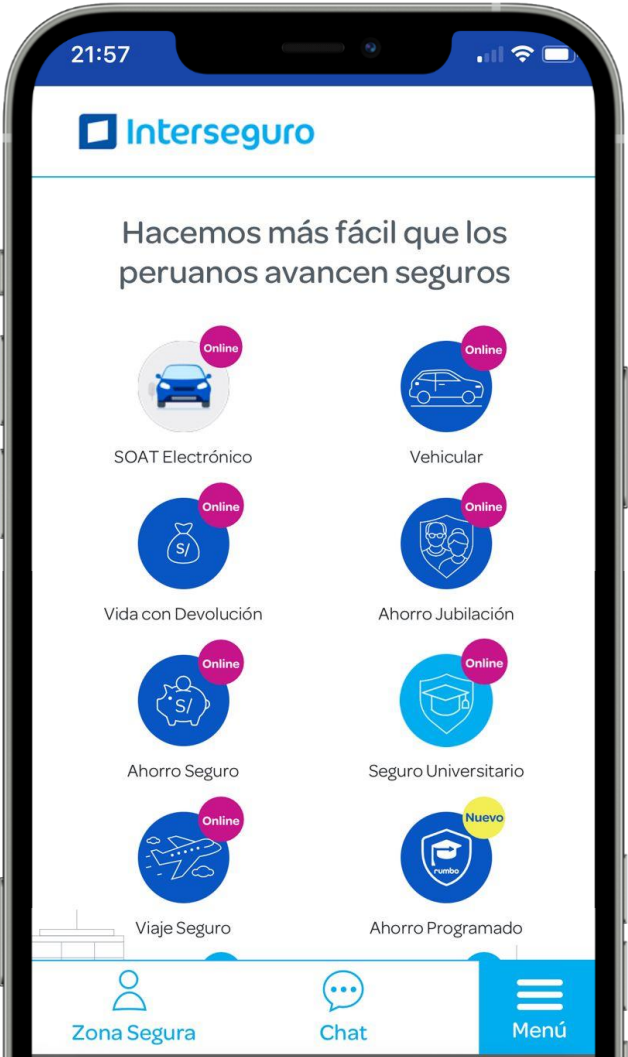 21:57
Interseguro
Hacemos más fácil que los
peruanos avancen seguros
Online
Online
SOAT Electrónico
Vehicular
Online
Online
S/
Vida con Devolución
Ahorro Jubilación
Online
Online
S/
Ahorro Seguro
Seguro Universitario
Online
Nuevo
rumbo
Viaje Seguro
Ahorro Programado
Zona Segura
Chat
Menú